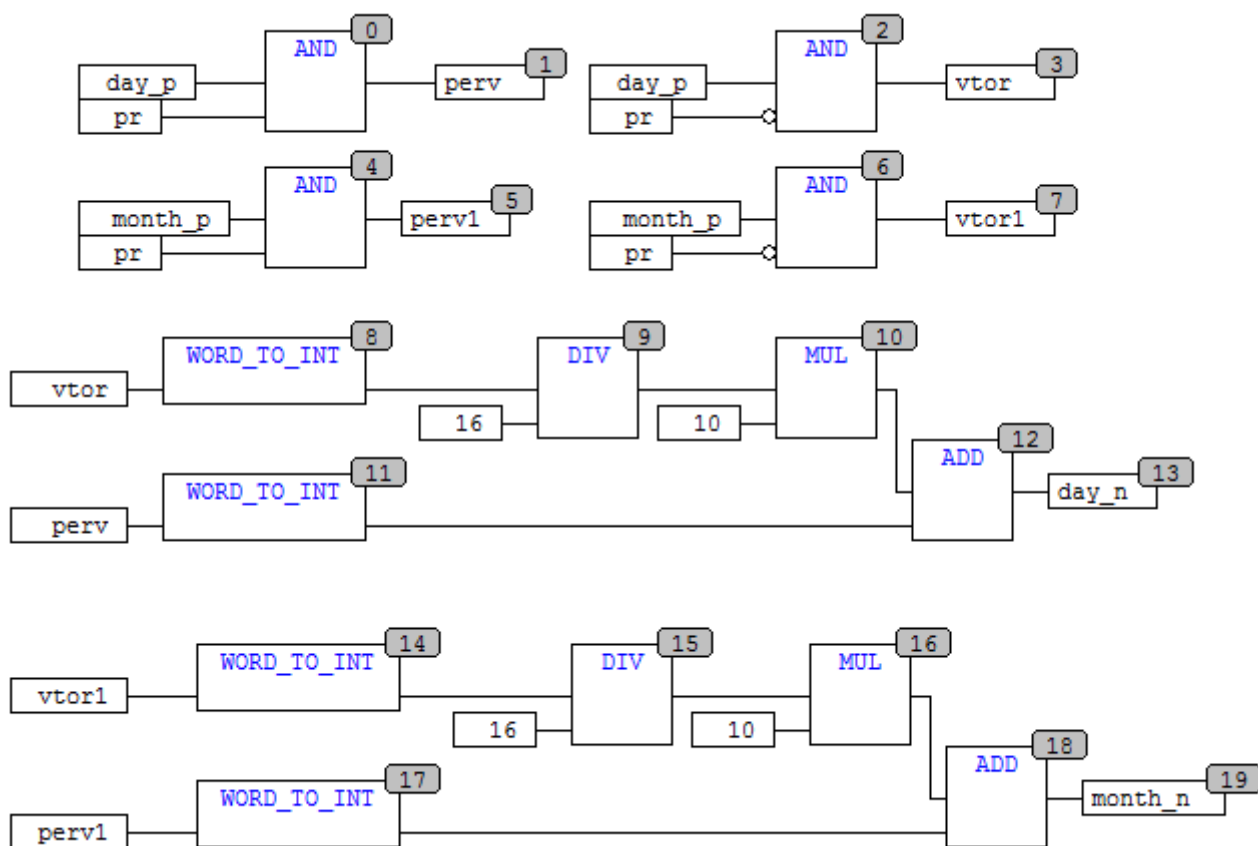 0 2
AND AND
1 3
day_p perv day_p vtor
pr pr
4 6
AND AND
5 7
month_p perv1 month_p vtor1
pr pr
8 9 10
WORD_TO_INT DIV MUL
vtor
16 10
12
ADD
11 13
WORD_TO_INT day_n
perv
14 15 16
WORD_TO_INT DIV MUL
vtor1
16 10
18
ADD
17 19
WORD_TO_INT month_n
perv1